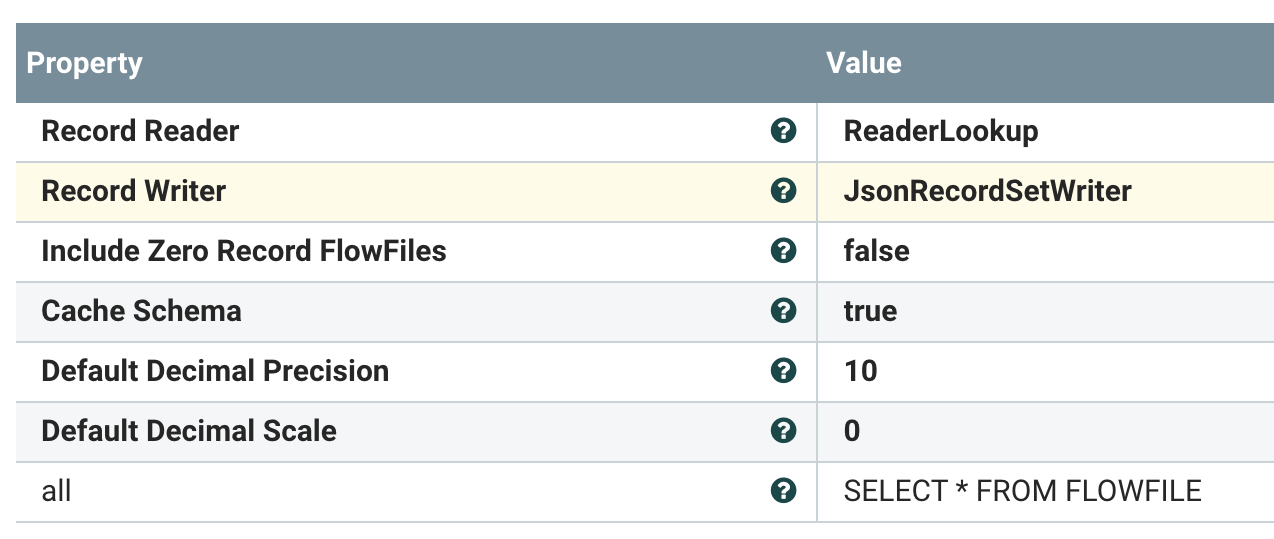 Property Value
Record Reader ReaderLookup
Record Writer JsonRecordSetWriter
Include Zero Record FlowFiles false
Cache Schema true
Default Decimal Precision 10
Default Decimal Scale 0
all SELECT * FROM FLOWFILE